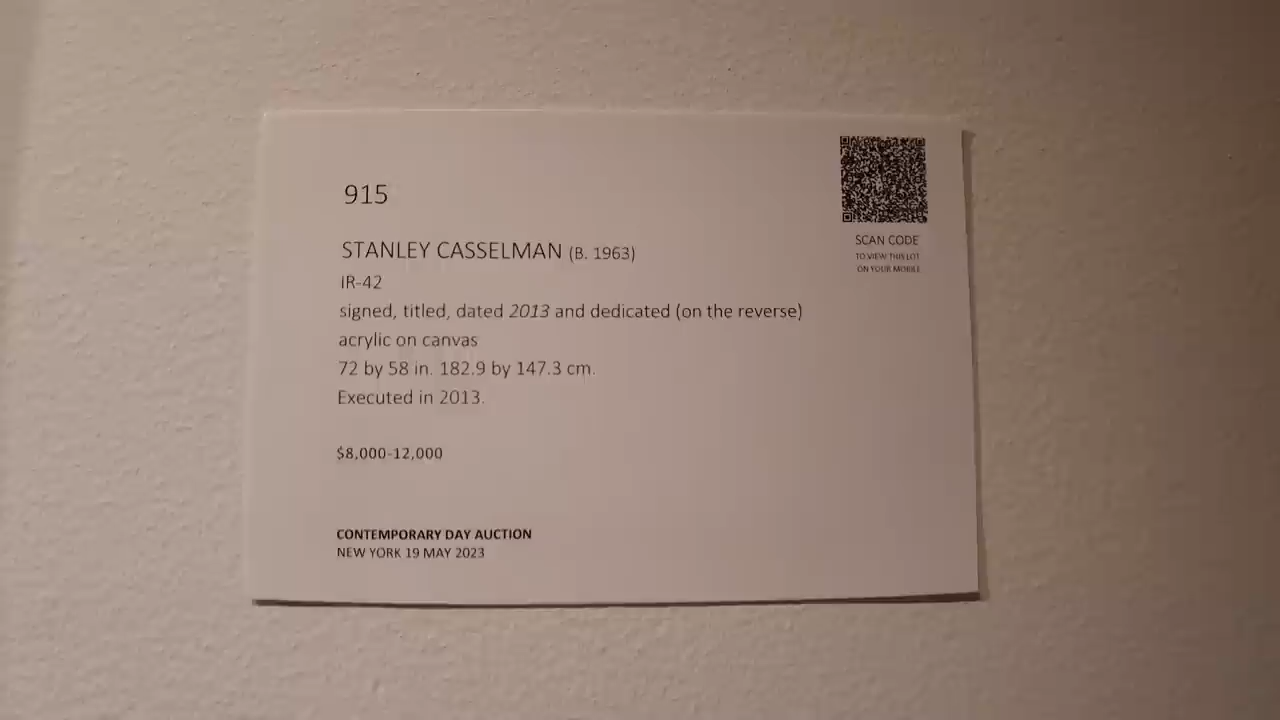 915
STANLEY CASSELMAN (B. 1963)
IR-42
signed, titled, dated 2013 and dedicated (on the reverse)
acrylic on canvas
72 by 58 in. 182.9 by 147.3 cm.
Executed in 2013.
$8,000-12,000
CONTEMPORARY DAY AUCTION
NEW YORK 19 MAY 2023
SCAN CODE
TO VIEW THIS LOT
ON YOUR MOBILE